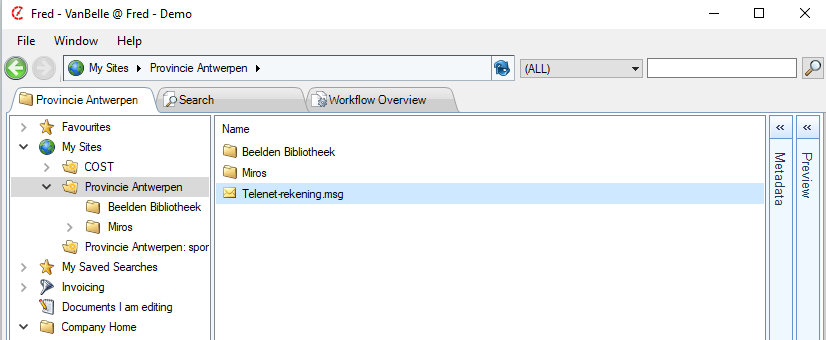 Fred - VanBelle @ Fred - Demo
File Window Help
My Sites Provincie Antwerpen
(ALL)
Provincie Antwerpen
Search
Workflow Overview
Favourites
My Sites
COST
Provincie Antwerpen
Beelden Bibliotheek
Miros
Provincie Antwerpen: spor
My Saved Searches
Invoicing
Documents I am editing
Company Home
Name
Beelden Bibliotheek
Miros
Telenet-rekening.msg
Metadata
Preview